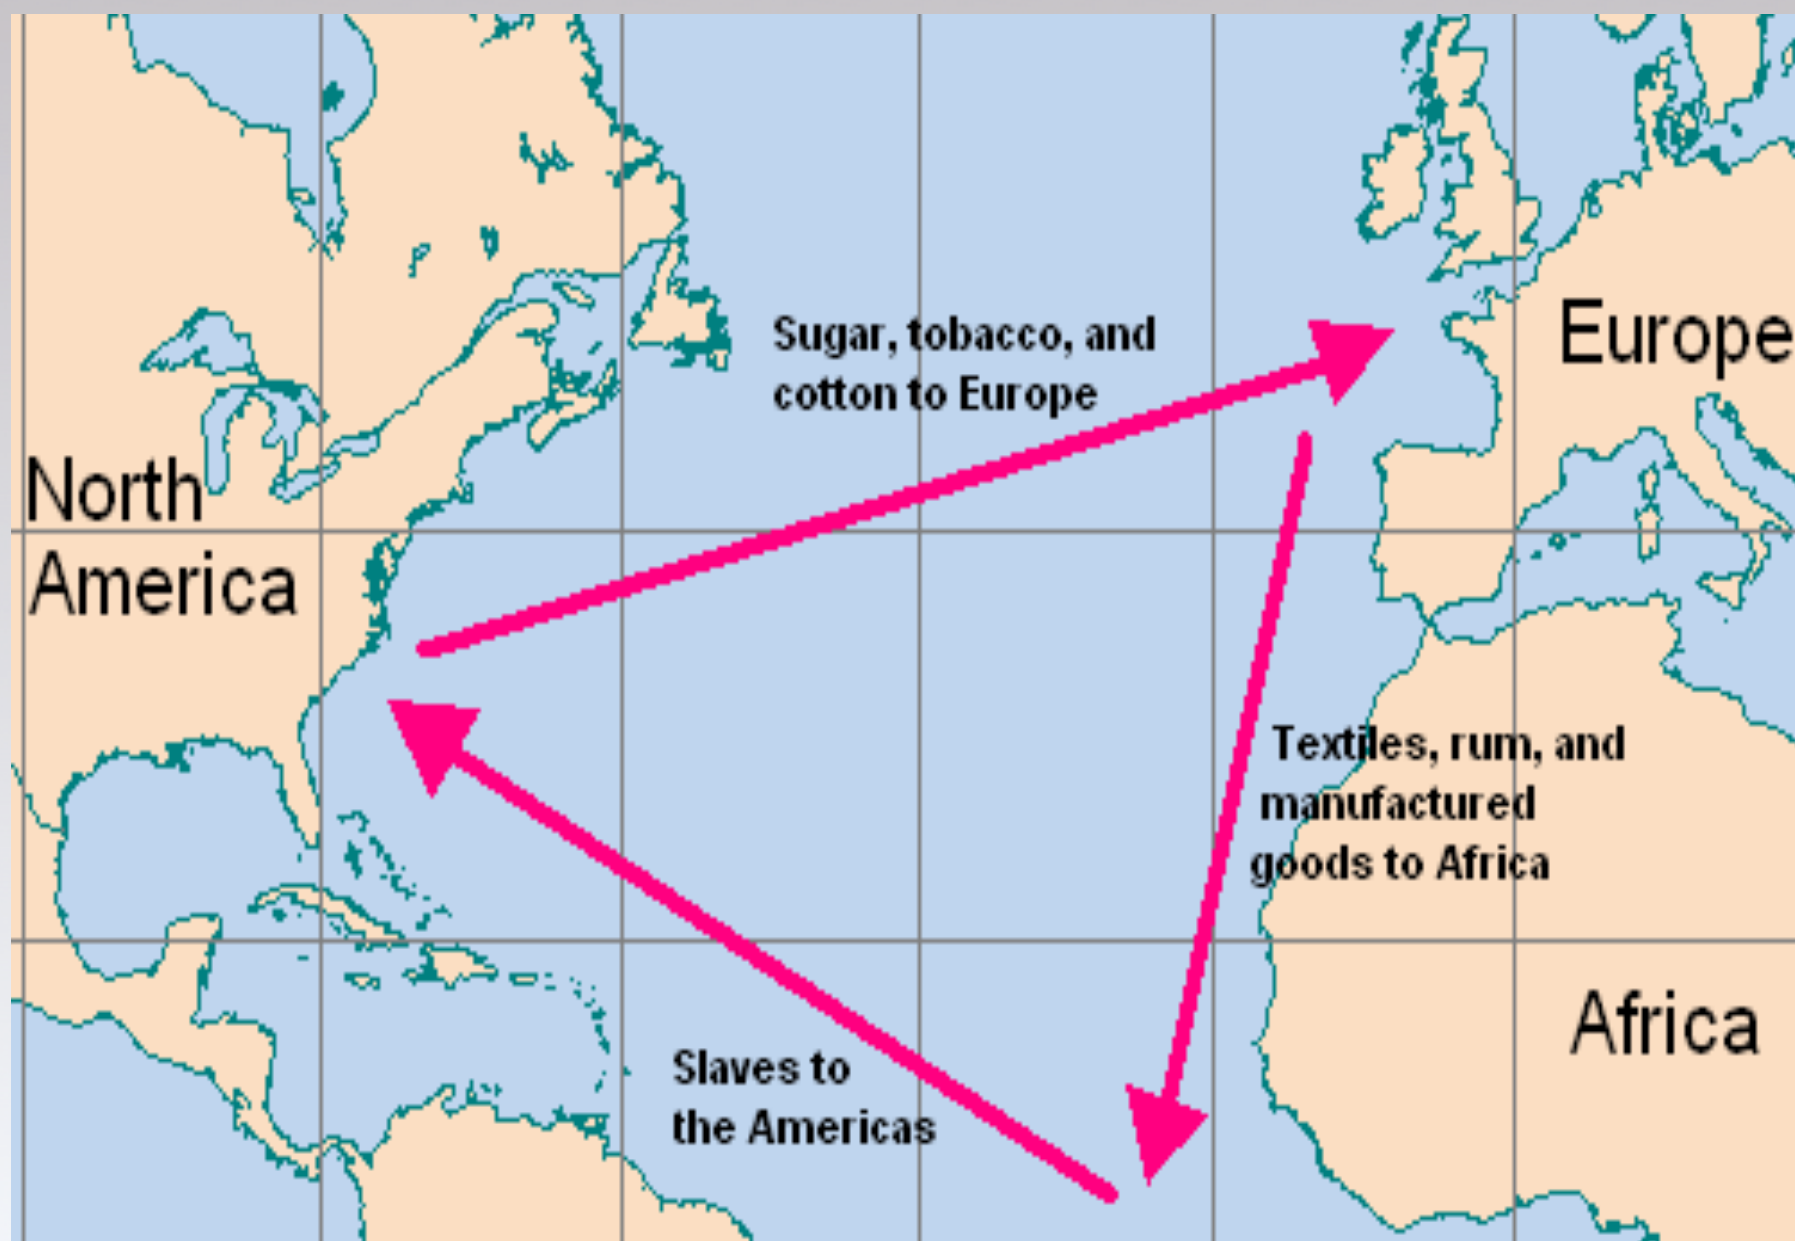 Sugar, tobacco, and
cotton to Europe
Europe
North
America
Textiles, rum, and
manufactured
goods to Africa
Africa
Slaves to
the Americas